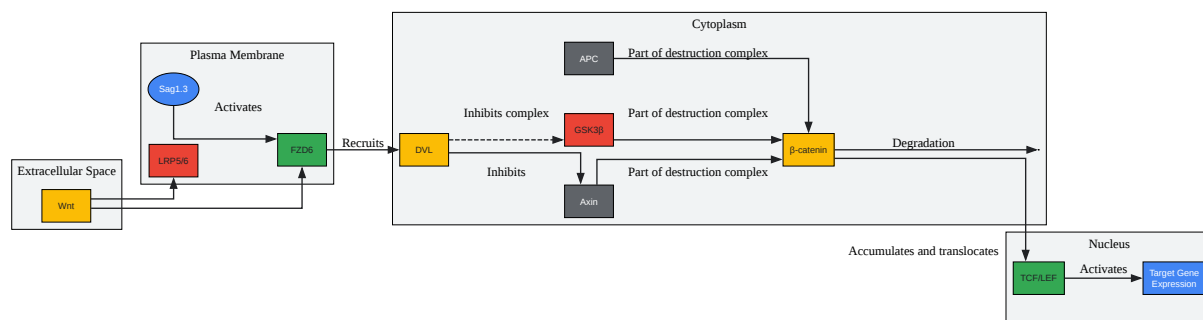 Cytoplasm
Plasma Membrane
APC
Part of destruction complex
Sag1.3
Activates
Inhibits complex
GSK3β
Part of destruction complex
LRP5/6
FZD6
Recruits
DVL
β-catenin
Degradation
Extracellular Space
Inhibits
Part of destruction complex
Wnt
Axin
Accumulates and translocates
Nucleus
TCF/LEF
Activates
Target Gene
Expression